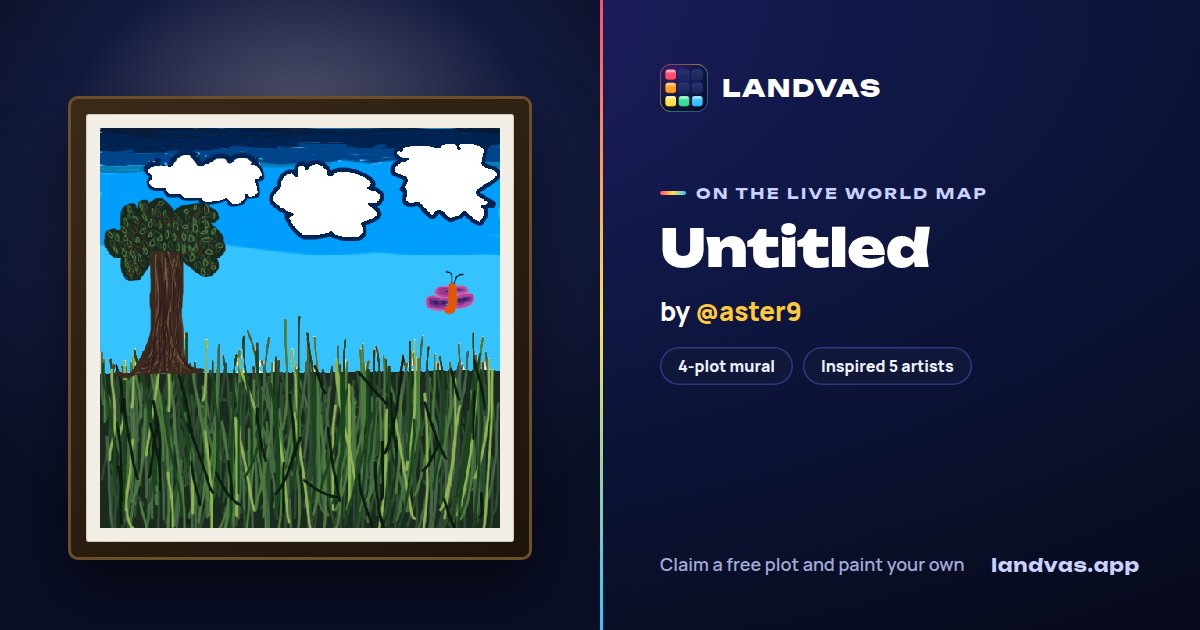 LANDVAS
ON THE LIVE WORLD MAP
Untitled
by @aster9
4-plot mural
Inspired 5 artists
Claim a free plot and paint your own
landvas.app